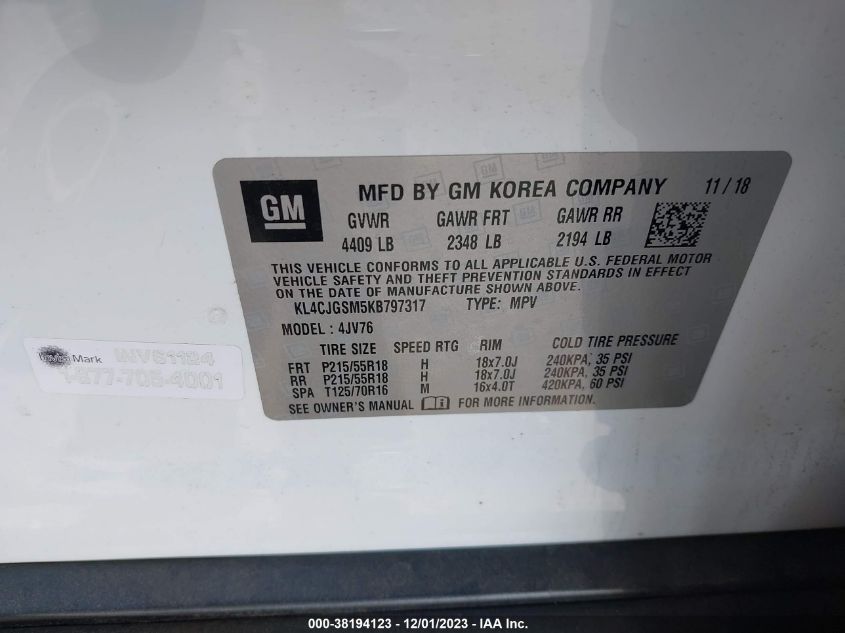 GM
MFD BY GM KOREA COMPANY 11/18
GVWR GAWR FRT GAWR RR
4409 LB 2348 LB 2194 LB
THIS VEHICLE CONFORMS TO ALL APPLICABLE U.S. FEDERAL MOTOR
VEHICLE SAFETY AND THEFT PREVENTION STANDARDS IN EFFECT
ON THE DATE OF MANUFACTURE SHOWN ABOVE.
KL4CJGSM5KB797317 TYPE: MPV
MODEL: 4JV76
TIRE SIZE SPEED RTG RIM COLD TIRE PRESSURE
FRT P215/55R18 H 18x7.0J 240KPA, 35 PSI
RR P215/55R18 H 18x7.0J 240KPA, 35 PSI
SPA T125/70R16 M 16x4.0T 420KPA, 60 PSI
SEE OWNER'S MANUAL FOR MORE INFORMATION.
Mark
1-877-705-4001
000-38194123 - 12/01/2023 - IAA Inc.